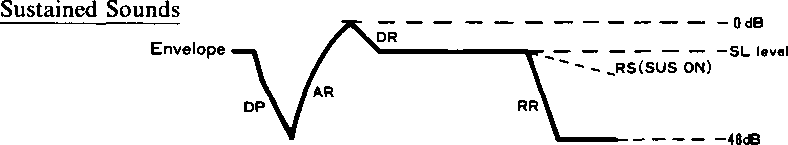 Sustained Sounds
0 dB
DR
Envelope
SL level
RS(SUS ON)
DP
AR
RR
48dB